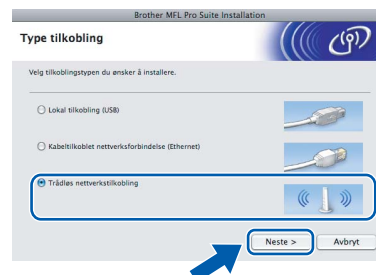 Brother MFL Pro Suite Installation
Type tilkobling
Velg tilkoblingstypen du ønsker å installere.
Lokal tilkobling (USB)
Kabeltilkoblet nettverksforbindelse (Ethernet)
Trådløs nettverkstilkobling
Neste >
Avbryt